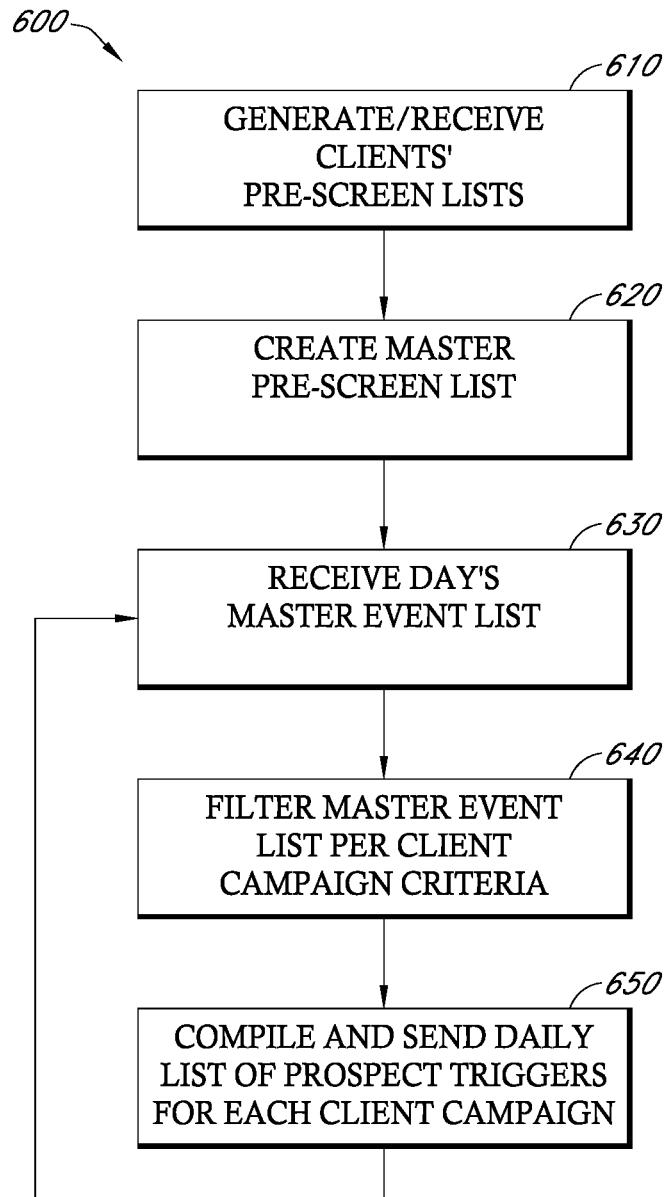 600
610
GENERATE/RECEIVE
CLIENTS'
PRE-SCREEN LISTS
620
CREATE MASTER
PRE-SCREEN LIST
630
RECEIVE DAY'S
MASTER EVENT LIST
640
FILTER MASTER EVENT
LIST PER CLIENT
CAMPAIGN CRITERIA
650
COMPILE AND SEND DAILY
LIST OF PROSPECT TRIGGERS
FOR EACH CLIENT CAMPAIGN